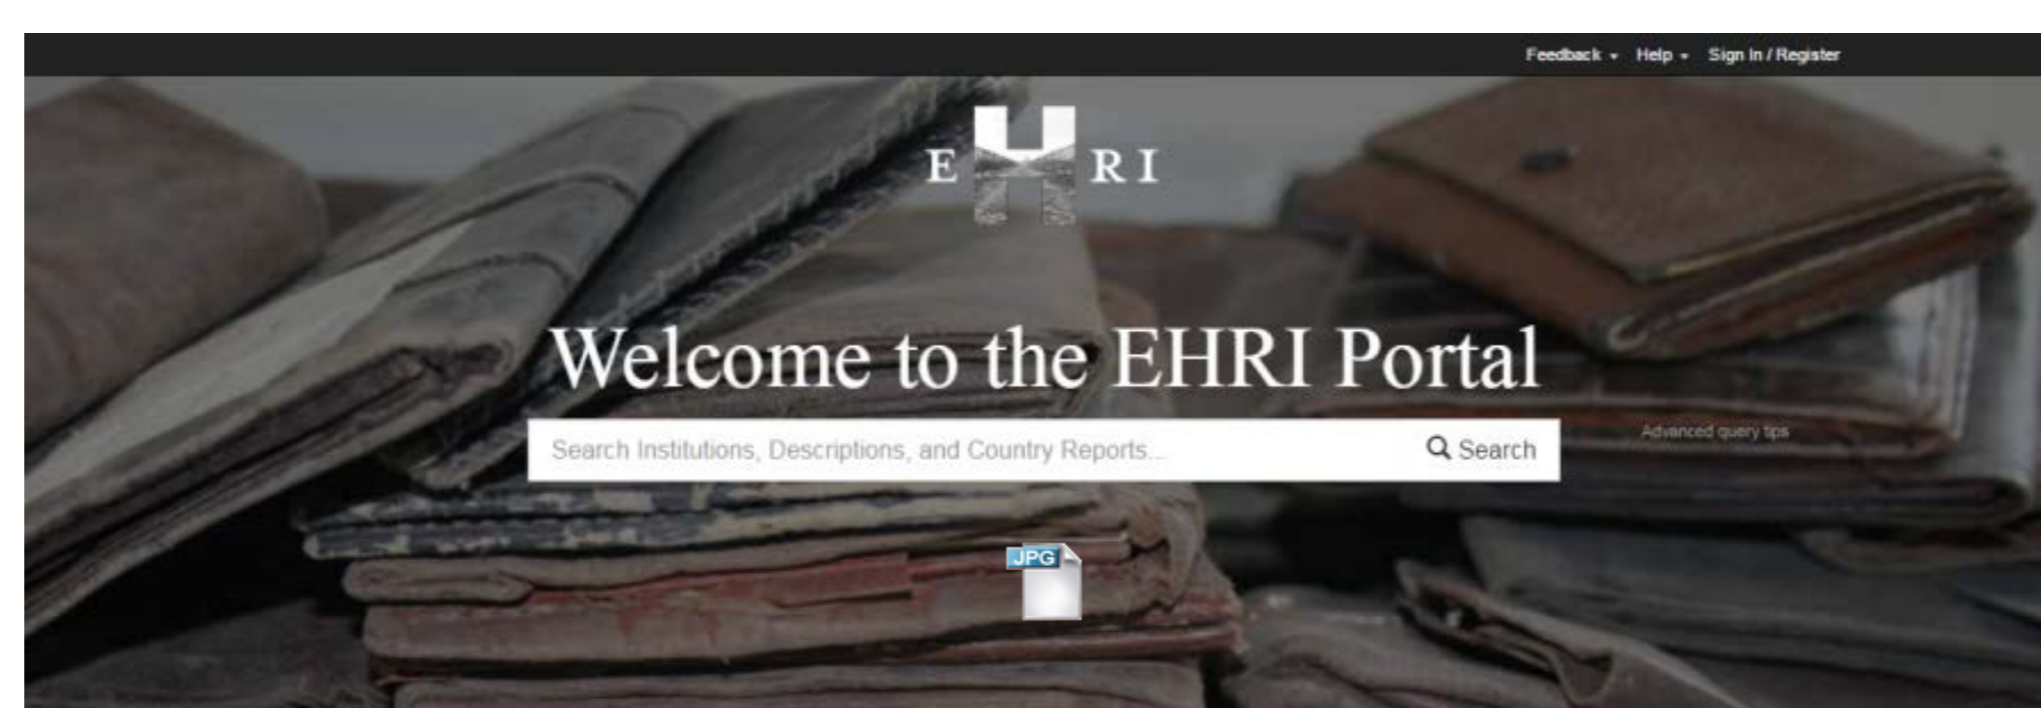 Feedback Help Sign In / Register
E H R I
Welcome to the EHRI Portal
Search Institutions, Descriptions, and Country Reports... Search
Advanced query tips
JPG